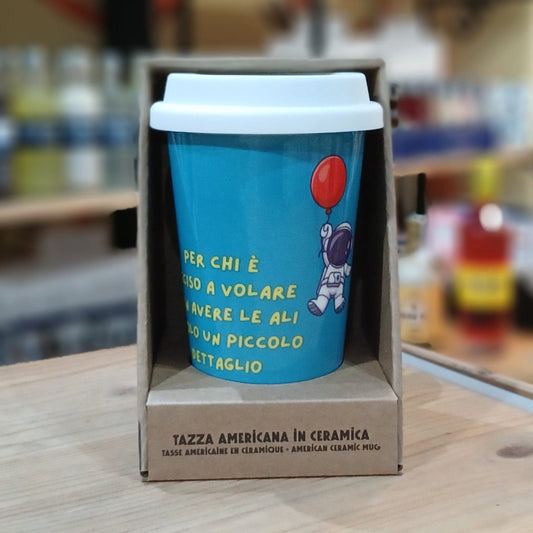 PER CHI È
CISO A VOLARE
AVERE LE ALI
LO UN PICCOLO
DETTAGLIO
TAZZA AMERICANA IN CERAMICA
TASSE AMERICAINE EN CÉRAMIQUE - AMERICAN CERAMIC MUG